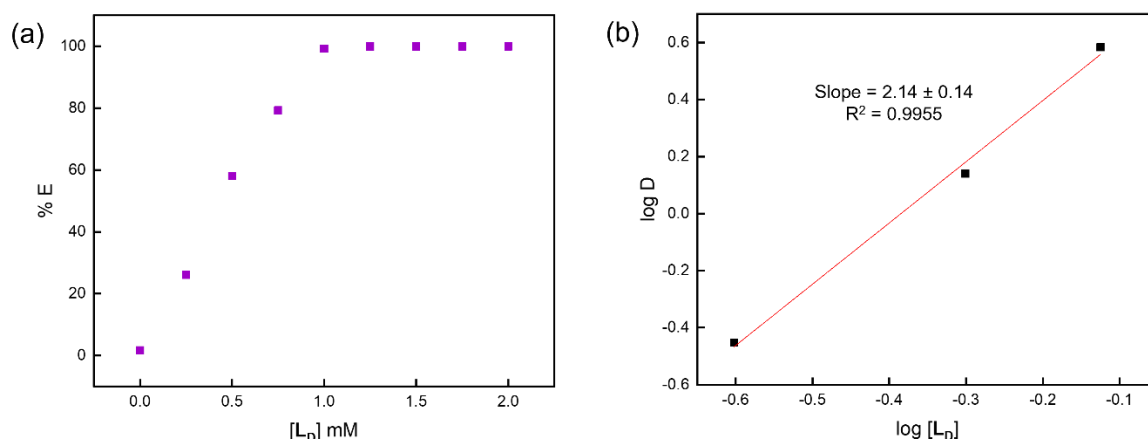 (a)
100
80
60
40
20
0
% E
0.0 0.5 1.0 1.5 2.0
[L_D] mM
(b)
0.6
0.4
0.2
0.0
-0.2
-0.4
-0.6
log D
Slope = 2.14 ± 0.14
R² = 0.9955
-0.6 -0.5 -0.4 -0.3 -0.2 -0.1
log [L_D]